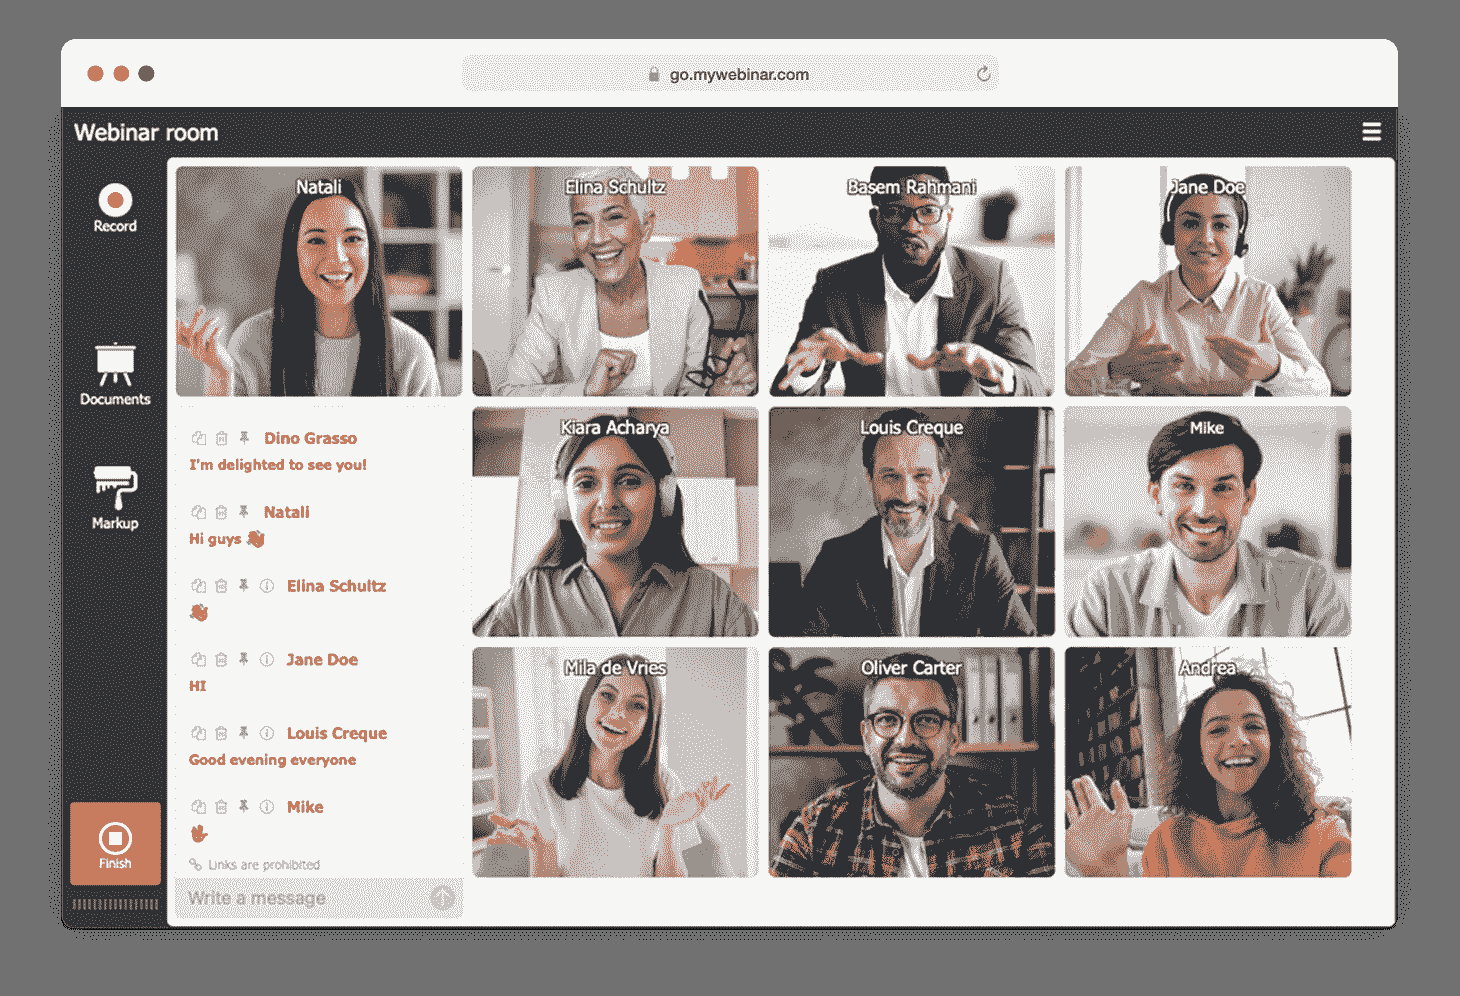 go.mywebinar.com
Webinar room
Record
Documents
Markup
Finish
Natali
Elina Schultz
Basem Rahmani
Jane Doe
Kiara Acharya
Louis Creque
Mike
Mila de Vries
Oliver Carter
Andrea
Dino Grasso
I'm delighted to see you!
Natali
Hi guys 👋
Elina Schultz
👋
Jane Doe
HI
Louis Creque
Good evening everyone
Mike
🖖
Links are prohibited
Write a message